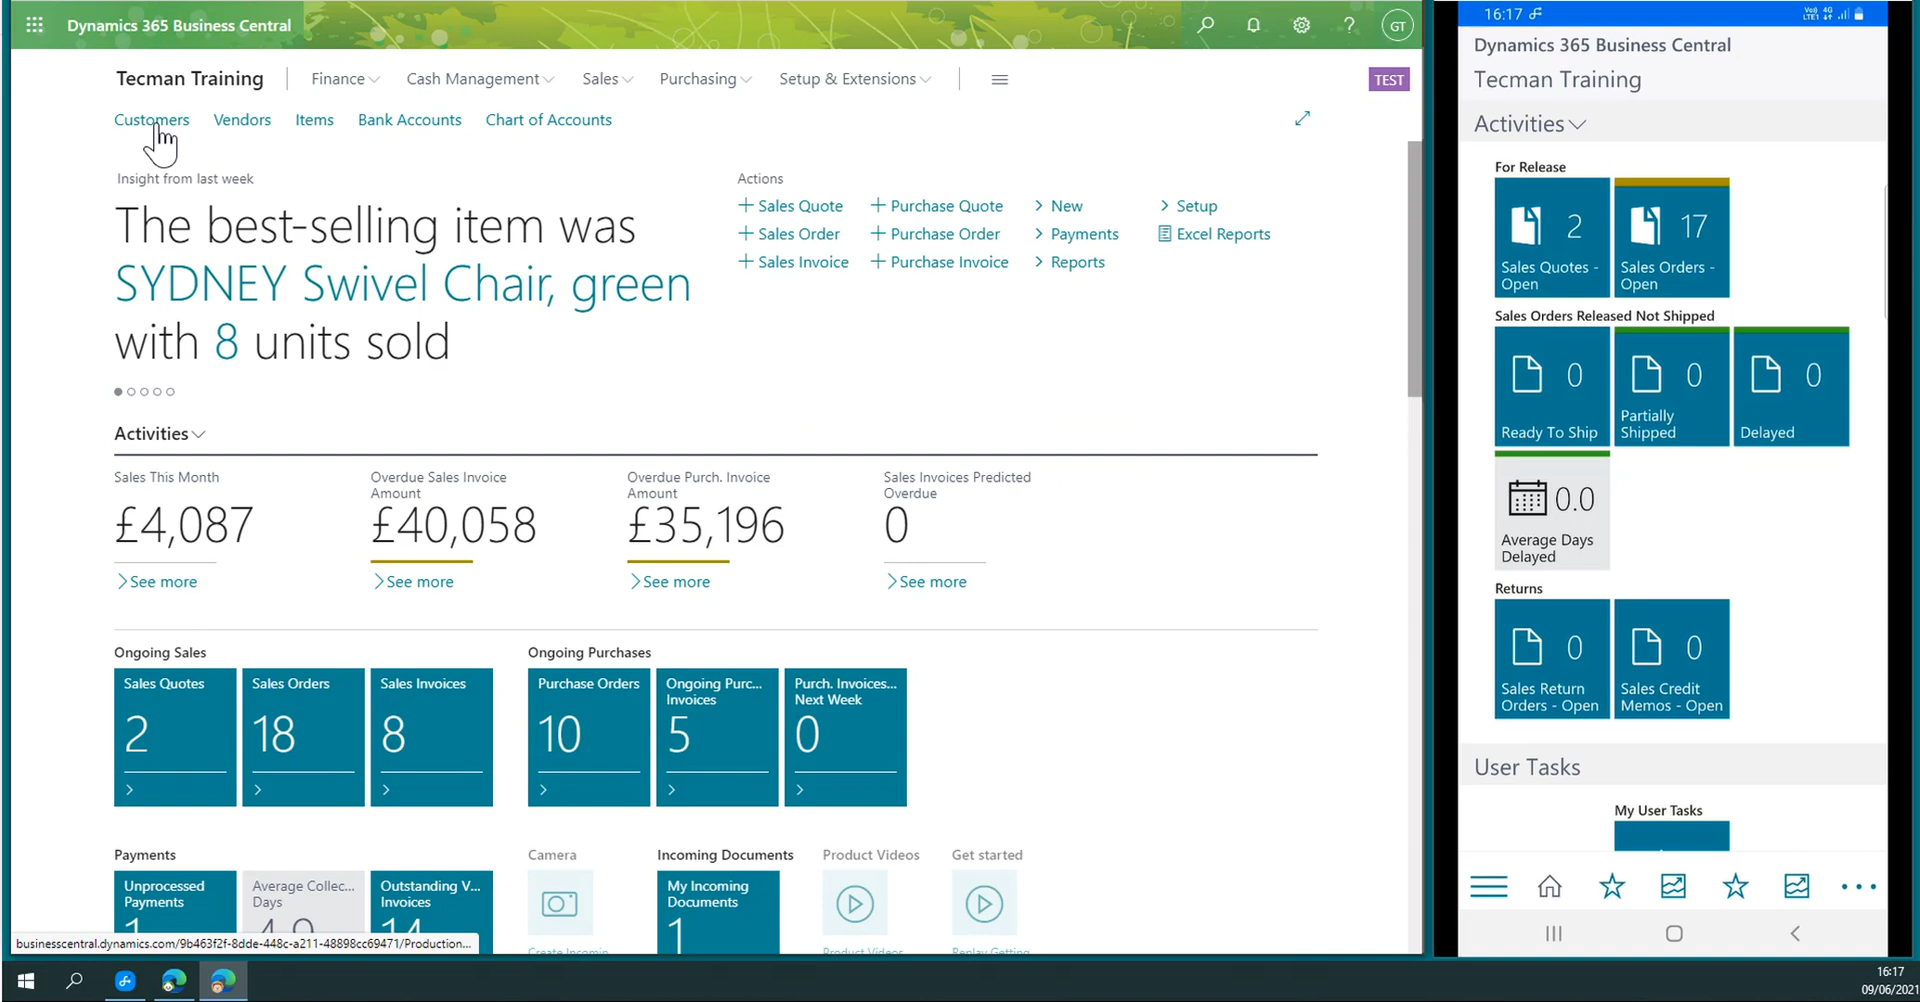 Dynamics 365 Business Central
GT
Tecman Training
Finance
Cash Management
Sales
Purchasing
Setup & Extensions
TEST
Customers
Vendors
Items
Bank Accounts
Chart of Accounts
Insight from last week
The best-selling item was
SYDNEY Swivel Chair, green
with 8 units sold
Actions
Sales Quote
Purchase Quote
New
Setup
Sales Order
Purchase Order
Payments
Excel Reports
Sales Invoice
Purchase Invoice
Reports
Activities
Sales This Month
£4,087
See more
Overdue Sales Invoice
Amount
£40,058
See more
Overdue Purch. Invoice
Amount
£35,196
See more
Sales Invoices Predicted
Overdue
0
See more
Ongoing Sales
Sales Quotes
2
Sales Orders
18
Sales Invoices
8
Ongoing Purchases
Purchase Orders
10
Ongoing Purc...
Invoices
5
Purch. Invoices...
Next Week
0
Payments
Unprocessed
Payments
1
Average Collec...
Days
Outstanding V...
Invoices
14
Camera
Create Incomin
Incoming Documents
My Incoming
Documents
1
Product Videos
Product Videos
Get started
Replay Getting
businesscentral.dynamics.com/9b463f2f-8dde-448c-a211-48898cc69471/Production...
16:17
Dynamics 365 Business Central
Tecman Training
Activities
For Release
2
Sales Quotes -
Open
17
Sales Orders -
Open
Sales Orders Released Not Shipped
0
Ready To Ship
0
Partially
Shipped
0
Delayed
0.0
Average Days
Delayed
Returns
0
Sales Return
Orders - Open
0
Sales Credit
Memos - Open
User Tasks
My User Tasks
16:17
09/06/2021